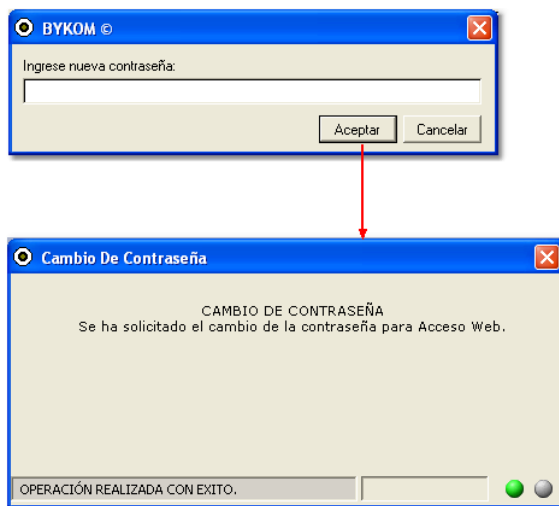 BYKOM ©
Ingrese nueva contraseña:
Aceptar
Cancelar
Cambio De Contraseña
CAMBIO DE CONTRASEÑA
Se ha solicitado el cambio de la contraseña para Acceso Web.
OPERACIÓN REALIZADA CON EXITO.